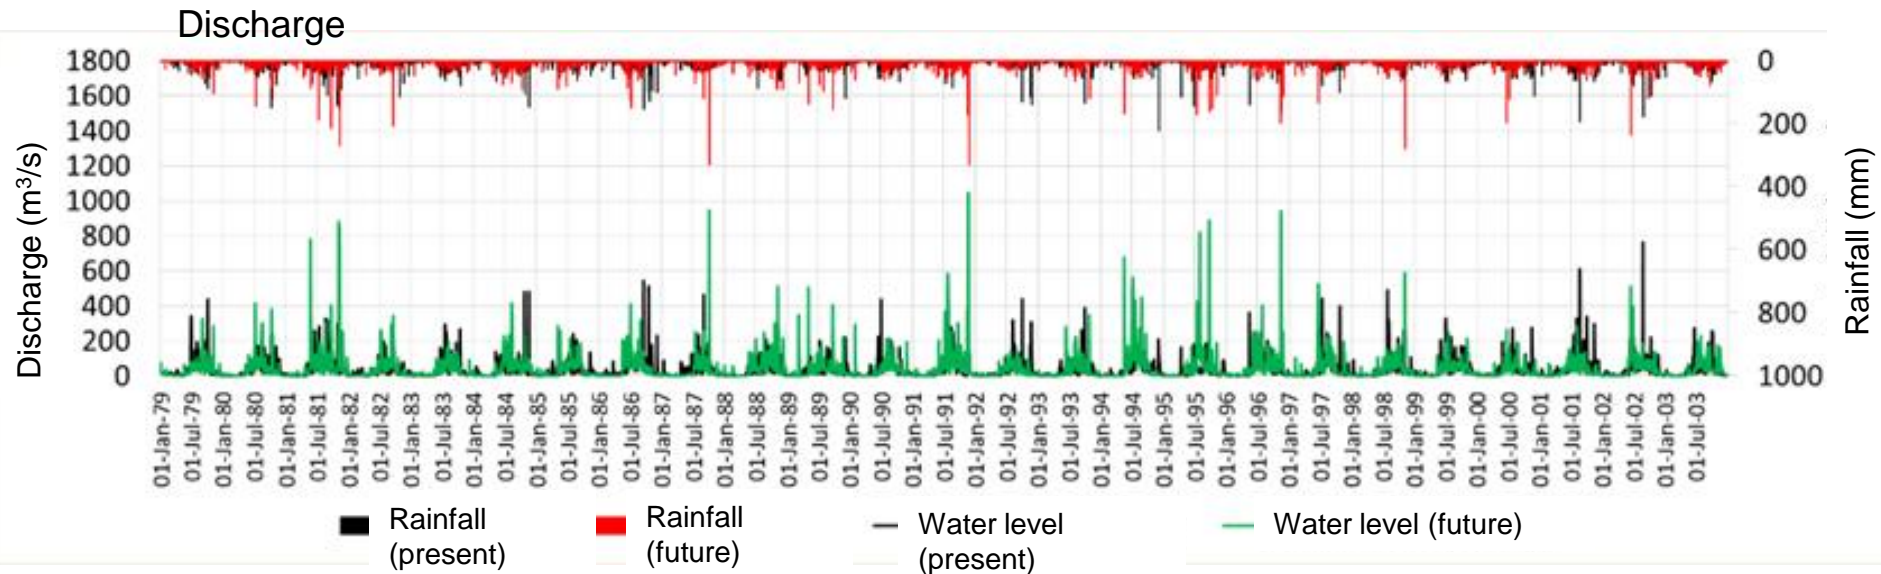 Discharge
1800
1600
1400
1200
1000
800
600
400
200
0
Discharge (m³/s)
0
200
400
600
800
1000
Rainfall (mm)
01-Jan-79
01-Jul-79
01-Jan-80
01-Jul-80
01-Jan-81
01-Jul-81
01-Jan-82
01-Jul-82
01-Jan-83
01-Jul-83
01-Jan-84
01-Jul-84
01-Jan-85
01-Jul-85
01-Jan-86
01-Jul-86
01-Jan-87
01-Jul-87
01-Jan-88
01-Jul-88
01-Jan-89
01-Jul-89
01-Jan-90
01-Jul-90
01-Jan-91
01-Jul-91
01-Jan-92
01-Jul-92
01-Jan-93
01-Jul-93
01-Jan-94
01-Jul-94
01-Jan-95
01-Jul-95
01-Jan-96
01-Jul-96
01-Jan-97
01-Jul-97
01-Jan-98
01-Jul-98
01-Jan-99
01-Jul-99
01-Jan-00
01-Jul-00
01-Jan-01
01-Jul-01
01-Jan-02
01-Jul-02
01-Jan-03
01-Jul-03
Rainfall
(present)
Rainfall
(future)
Water level
(present)
Water level (future)